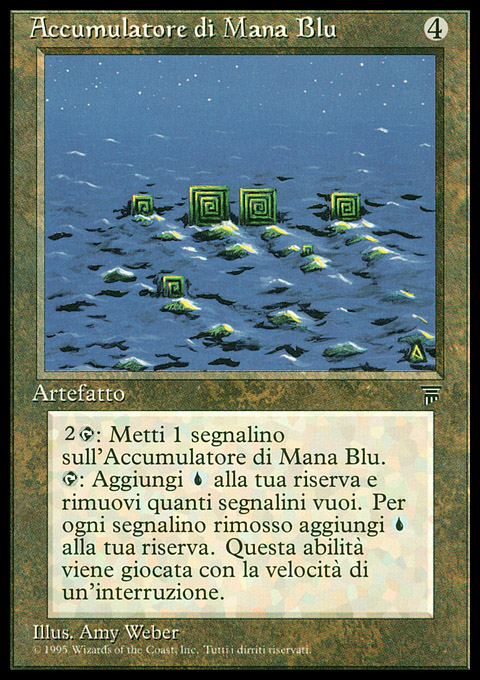 Accumulatore di Mana Blu 4
Artefatto
2: Metti 1 segnalino
sull'Accumulatore di Mana Blu.
: Aggiungi alla tua riserva e
rimuovi quanti segnalini vuoi. Per
ogni segnalino rimosso aggiungi
alla tua riserva. Questa abilità
viene giocata con la velocità di
un'interruzione.
Illus. Amy Weber
© 1995 Wizards of the Coast, Inc. Tutti i dirriti riservati.